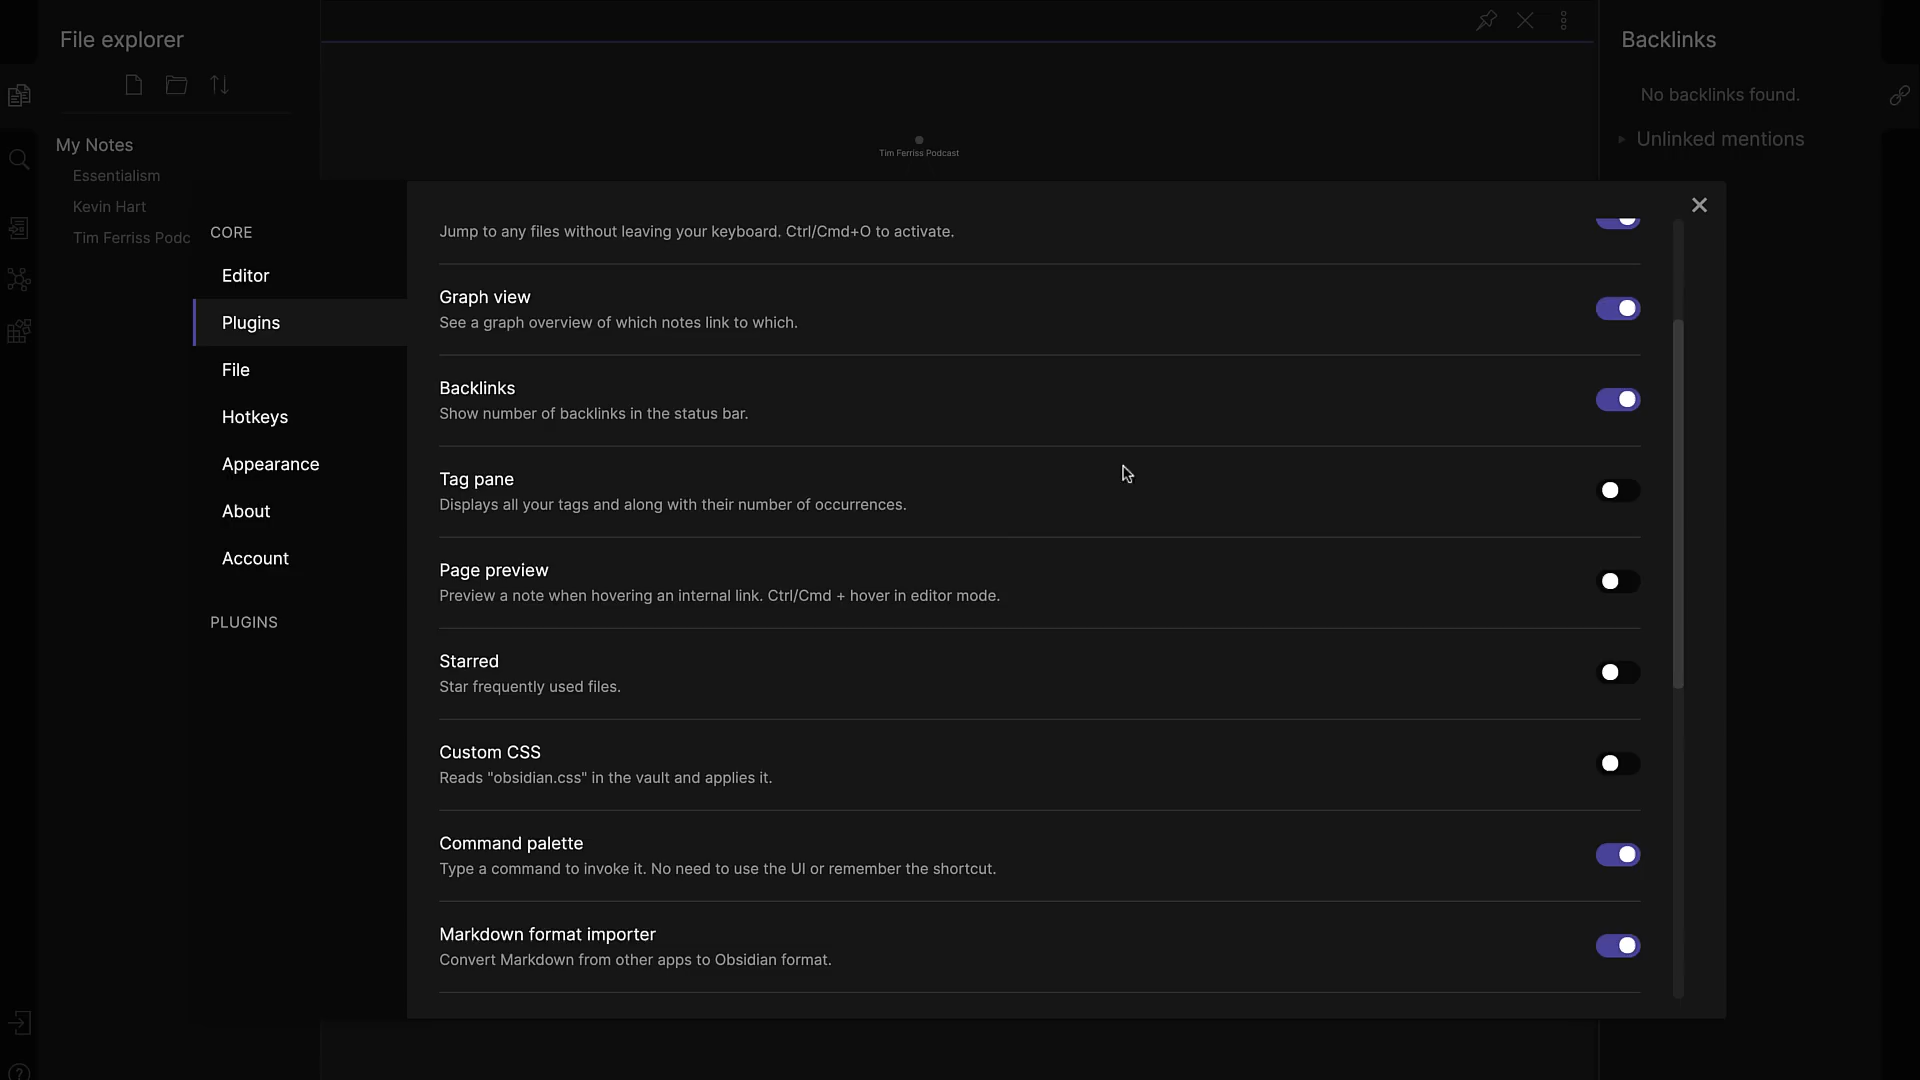 File explorer
My Notes
Essentialism
Kevin Hart
Tim Ferriss Podc
Tim Ferriss Podcast
Backlinks
No backlinks found.
Unlinked mentions
CORE
Editor
Plugins
File
Hotkeys
Appearance
About
Account
PLUGINS
Jump to any files without leaving your keyboard. Ctrl/Cmd+O to activate.
Graph view
See a graph overview of which notes link to which.
Backlinks
Show number of backlinks in the status bar.
Tag pane
Displays all your tags and along with their number of occurrences.
Page preview
Preview a note when hovering an internal link. Ctrl/Cmd + hover in editor mode.
Starred
Star frequently used files.
Custom CSS
Reads "obsidian.css" in the vault and applies it.
Command palette
Type a command to invoke it. No need to use the UI or remember the shortcut.
Markdown format importer
Convert Markdown from other apps to Obsidian format.